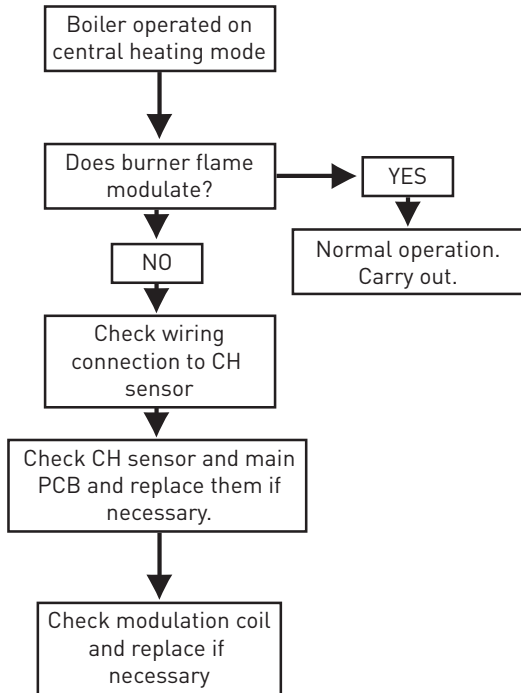 Boiler operated on
central heating mode
Does burner flame
modulate?
YES
Normal operation.
Carry out.
NO
Check wiring
connection to CH
sensor
Check CH sensor and main
PCB and replace them if
necessary.
Check modulation coil
and replace if
necessary